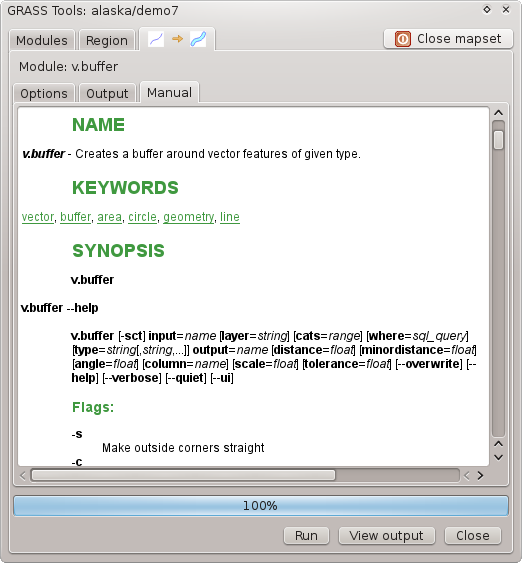 GRASS Tools: alaska/demo7
Modules Region Close mapset
Module: v.buffer
Options Output Manual
NAME
v.buffer - Creates a buffer around vector features of given type.
KEYWORDS
vector, buffer, area, circle, geometry, line
SYNOPSIS
v.buffer
v.buffer --help
v.buffer [-sct] input=name [layer=string] [cats=range] [where=sql_query]
[type=string[,string,...]] output=name [distance=float] [minordistance=float]
[angle=float] [column=name] [scale=float] [tolerance=float] [--overwrite] [--
help] [--verbose] [--quiet] [--ui]
Flags:
-s
Make outside corners straight
-c
100%
Run View output Close